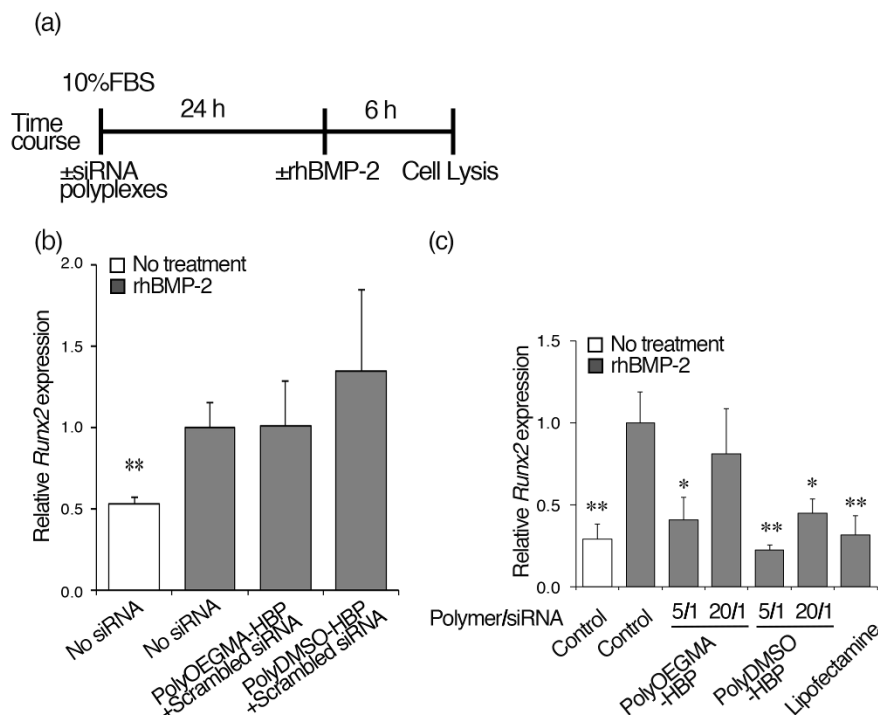 (a)
10%FBS
24 h
6 h
Time
course
±siRNA
polyplexes
±rhBMP-2
Cell Lysis
(b)
2.0
1.5
1.0
0.5
0.0
Relative Runx2 expression
No treatment
rhBMP-2
**
No siRNA
No siRNA
PolyOEGMA-HBP
+Scrambled siRNA
PolyDMSO-HBP
+Scrambled siRNA
(c)
1.5
1.0
0.5
0.0
Relative Runx2 expression
No treatment
rhBMP-2
**
*
**
*
**
Polymer/siRNA
5/1 20/1 5/1 20/1
Control
Control
PolyOEGMA
-HBP
PolyDMSO
-HBP
Lipofectamine